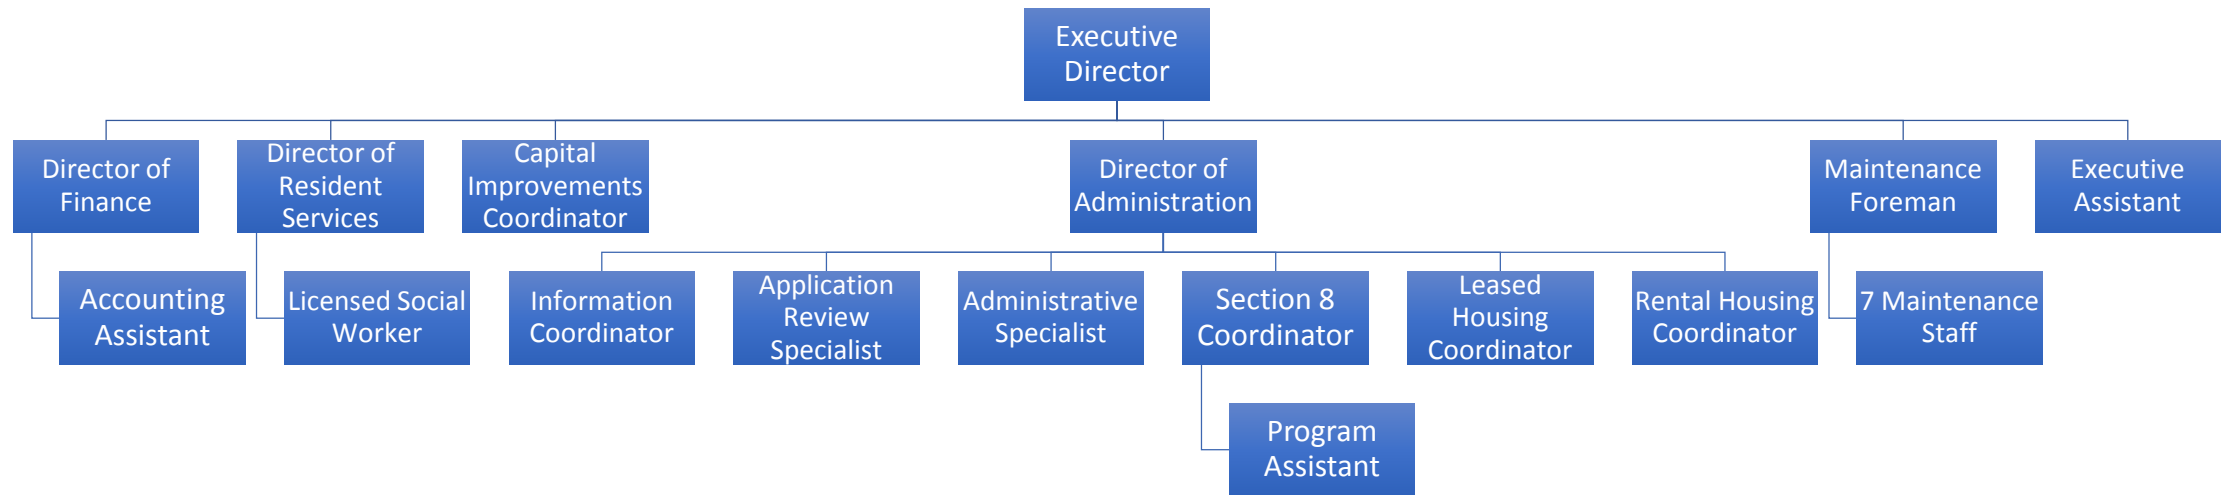 Executive
Director
Director of
Finance
Director of
Resident
Services
Capital
Improvements
Coordinator
Director of
Administration
Maintenance
Foreman
Executive
Assistant
Accounting
Assistant
Licensed Social
Worker
Information
Coordinator
Application
Review
Specialist
Administrative
Specialist
Section 8
Coordinator
Leased
Housing
Coordinator
Rental Housing
Coordinator
7 Maintenance
Staff
Program
Assistant